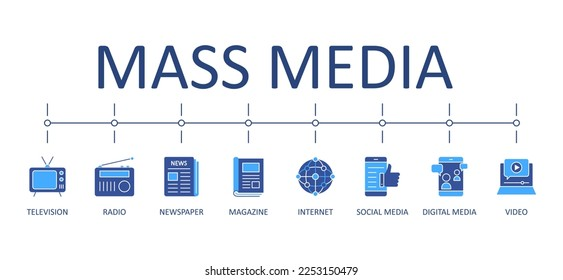 MASS MEDIA
NEWS
TELEVISION RADIO NEWSPAPER MAGAZINE INTERNET SOCIAL MEDIA DIGITAL MEDIA VIDEO
shutterstock.com · 2253150479